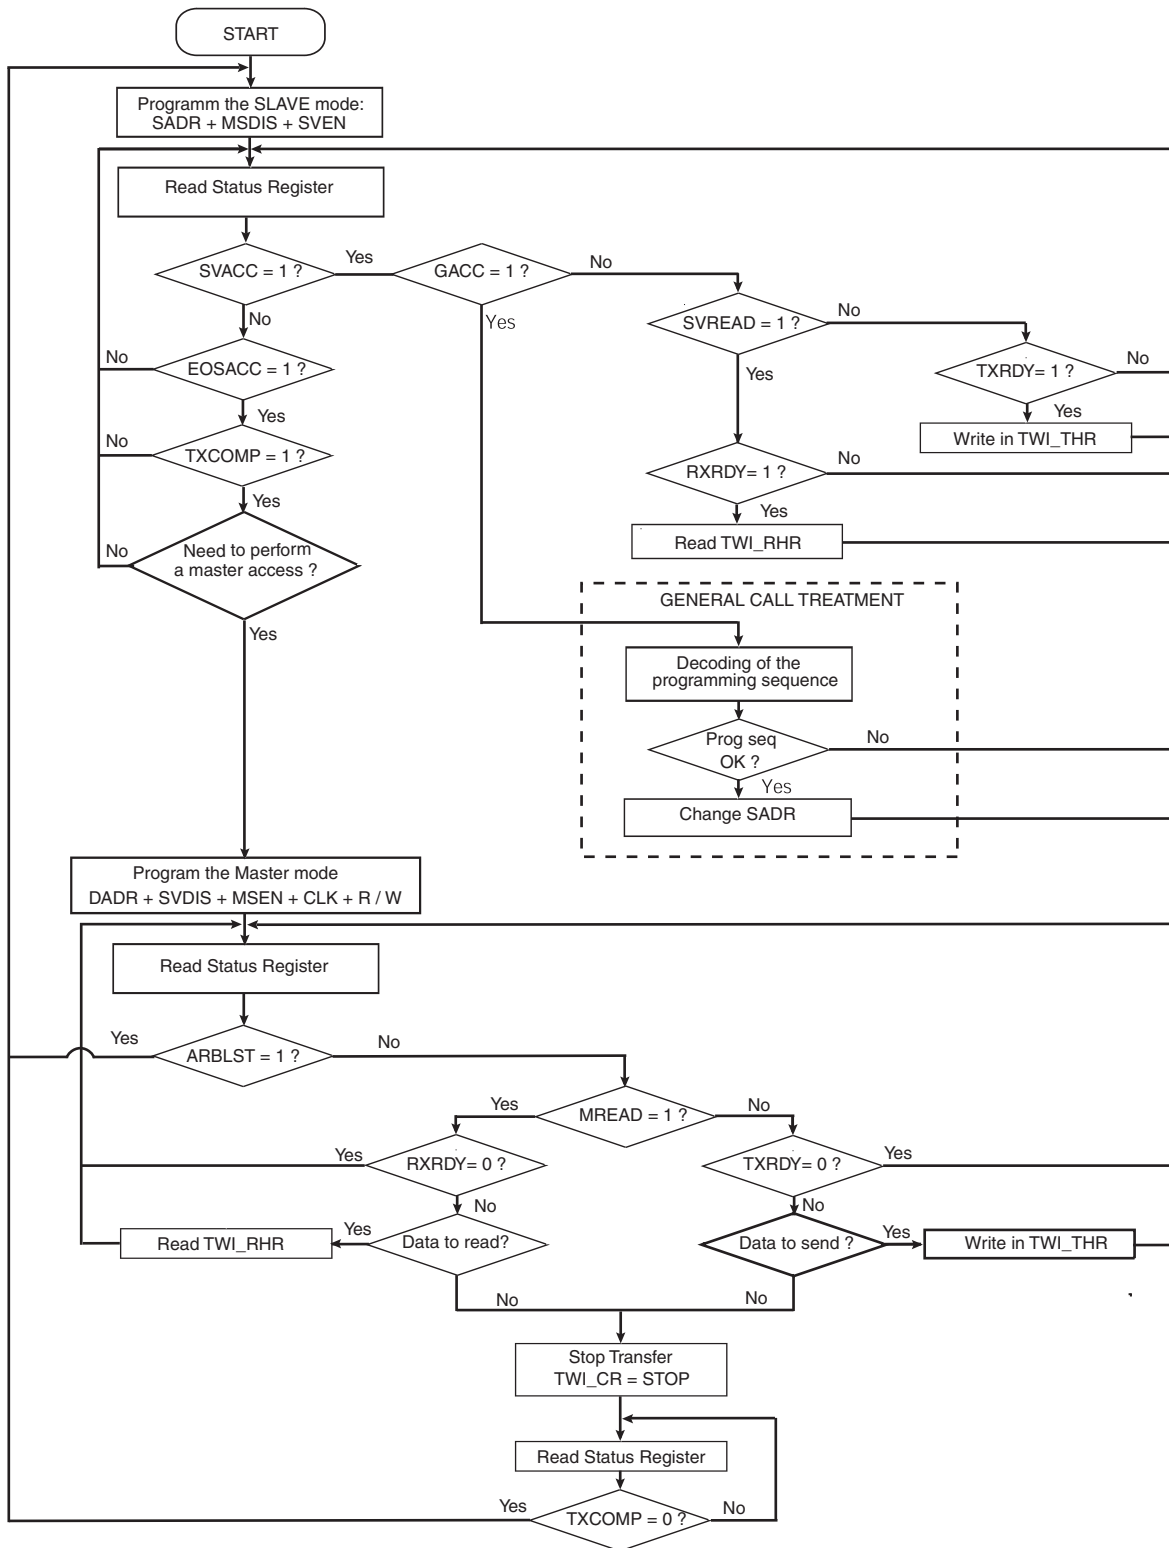 START
Programm the SLAVE mode:
SADR + MSDIS + SVEN
Read Status Register
SVACC = 1 ?
Yes
GACC = 1 ?
No
No
Yes
SVREAD = 1 ?
No
No
EOSACC = 1 ?
Yes
TXRDY= 1 ?
No
Yes
Yes
Write in TWI_THR
No
TXCOMP = 1 ?
RXRDY= 1 ?
No
Yes
Yes
Read TWI_RHR
No
Need to perform
a master access ?
Yes
GENERAL CALL TREATMENT
Decoding of the
programming sequence
Prog seq
OK ?
No
Yes
Change SADR
Program the Master mode
DADR + SVDIS + MSEN + CLK + R / W
Read Status Register
Yes
ARBLST = 1 ?
No
Yes
MREAD = 1 ?
No
Yes
RXRDY= 0 ?
TXRDY= 0 ?
Yes
No
No
Read TWI_RHR
Yes
Data to read?
Data to send ?
Yes
Write in TWI_THR
No
No
Stop Transfer
TWI_CR = STOP
Read Status Register
Yes
TXCOMP = 0 ?
No